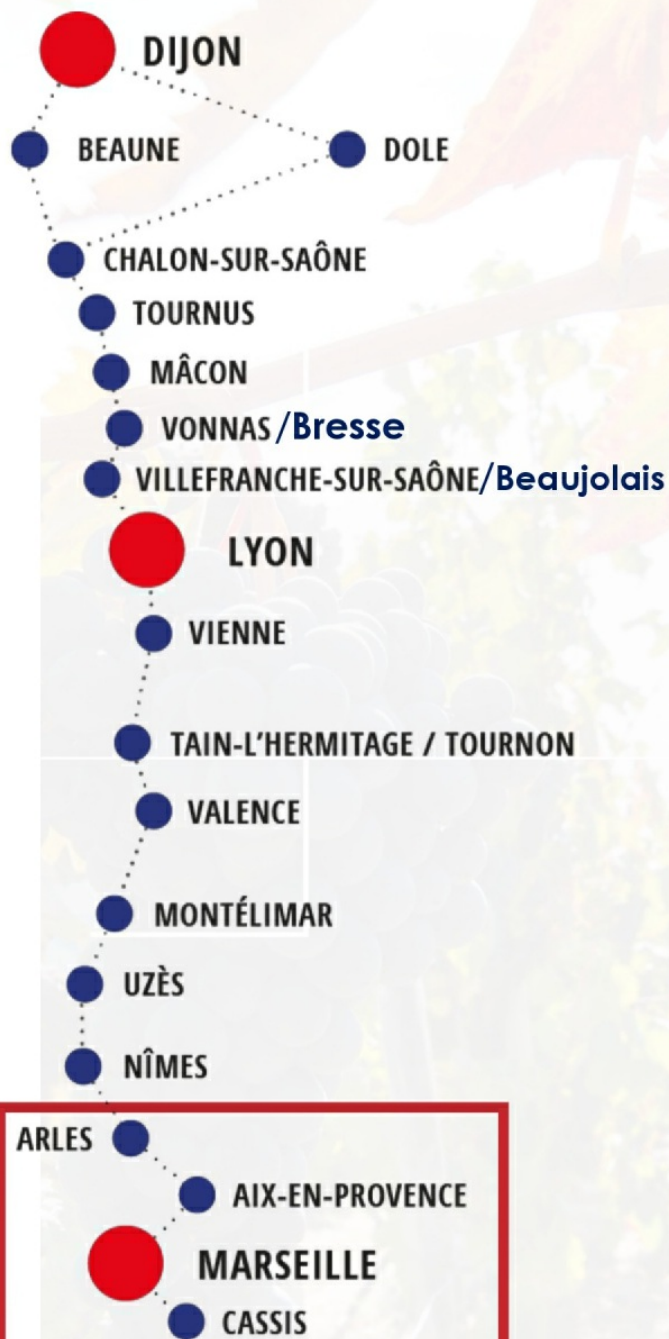 DIJON
BEAUNE
DOLE
CHALON-SUR-SAÔNE
TOURNUS
MÂCON
VONNAS /Bresse
VILLEFRANCHE-SUR-SAÔNE/Beaujolais
LYON
VIENNE
TAIN-L'HERMITAGE / TOURNON
VALENCE
MONTÉLIMAR
UZÈS
NÎMES
ARLES
AIX-EN-PROVENCE
MARSEILLE
CASSIS